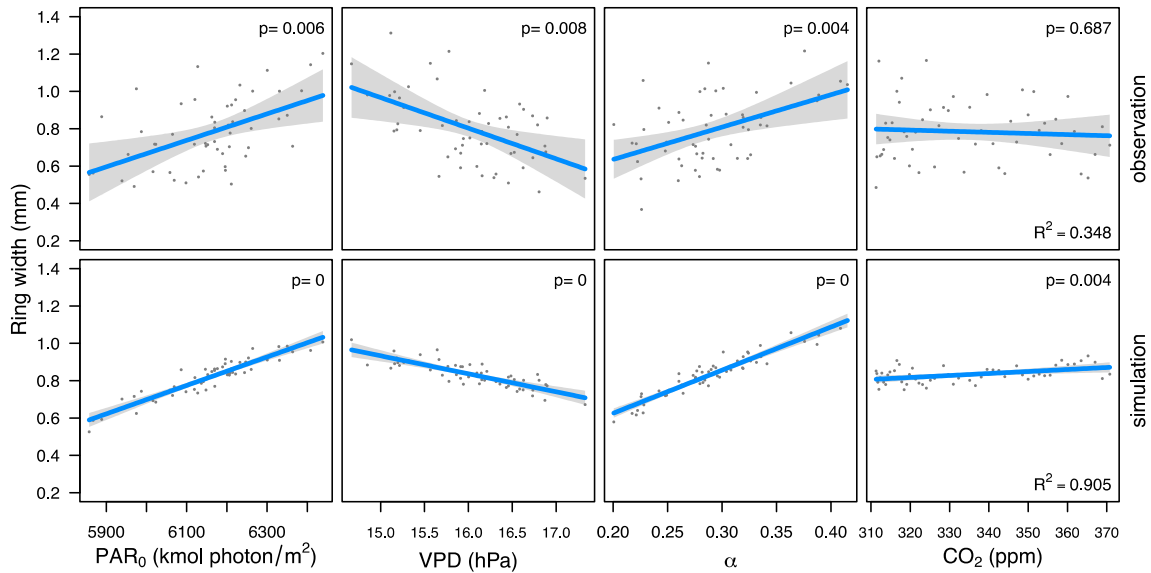 p= 0.006
p= 0.008
p= 0.004
p= 0.687
1.4
1.2
1.0
0.8
0.6
0.4
0.2
R² = 0.348
observation
Ring width (mm)
p= 0
p= 0
p= 0
p= 0.004
1.4
1.2
1.0
0.8
0.6
0.4
0.2
R² = 0.905
simulation
5900 6100 6300
15.0 15.5 16.0 16.5 17.0
0.20 0.25 0.30 0.35 0.40
310 320 330 340 350 360 370
PAR₀ (kmol photon/m²)
VPD (hPa)
α
CO₂ (ppm)